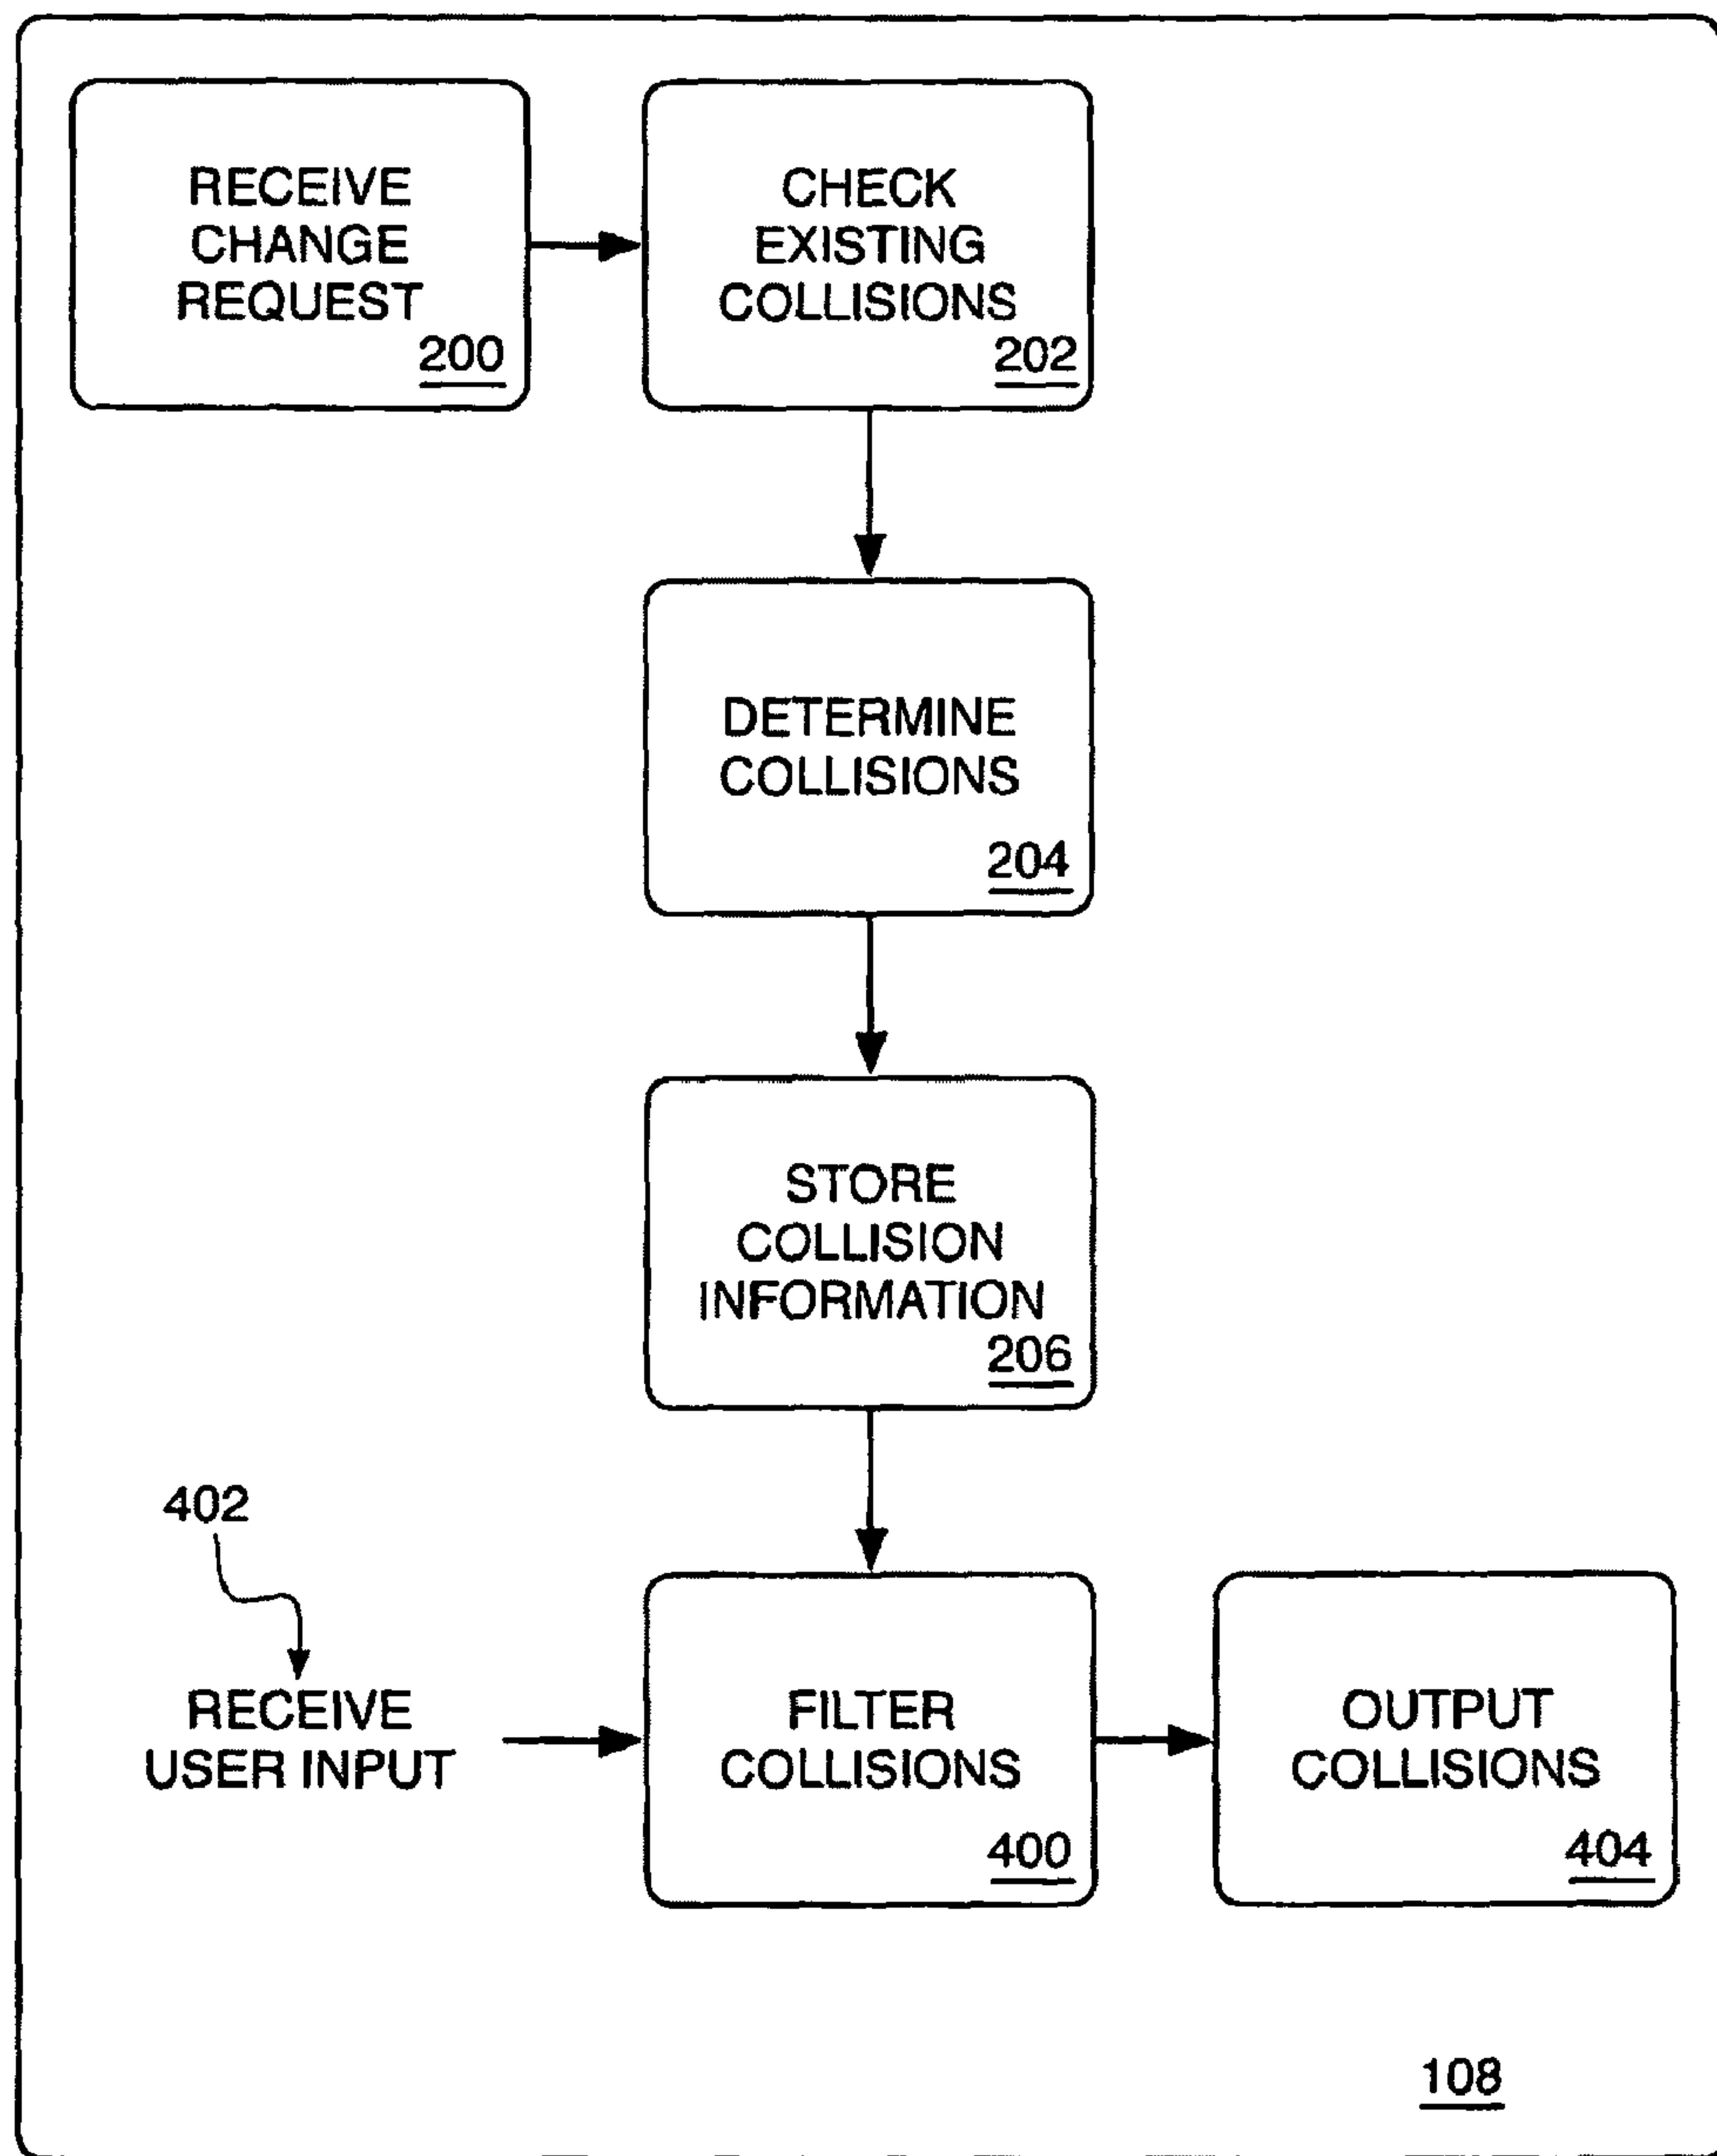 RECEIVE
CHANGE
REQUEST
200
CHECK
EXISTING
COLLISIONS
202
DETERMINE
COLLISIONS
204
STORE
COLLISION
INFORMATION
206
402
RECEIVE
USER INPUT
FILTER
COLLISIONS
400
OUTPUT
COLLISIONS
404
108